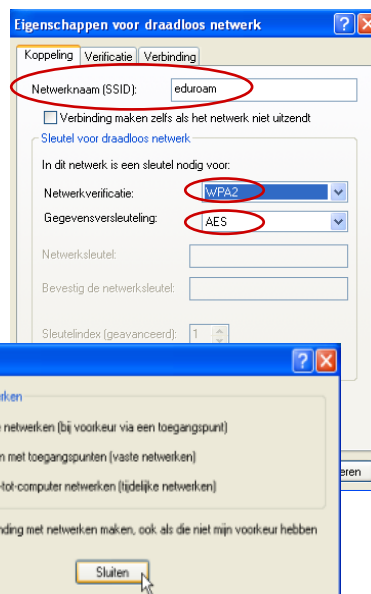 Eigenschappen voor draadloos netwerk
Koppeling Verificatie Verbinding
Netwerknaam (SSID): eduroam
Verbinding maken zelfs als het netwerk niet uitzendt
Sleutel voor draadloos netwerk
In dit netwerk is een sleutel nodig voor:
Netwerkverificatie: WPA2
Gegevensversleuteling: AES
Netwerksleutel:
Bevestig de netwerksleutel:
Sleutelindex (geavanceerd): 1
rken
netwerken (bij voorkeur via een toegangspunt)
n met toegangspunten (vaste netwerken)
-tot-computer netwerken (tijdelijke netwerken)
eren
nding met netwerken maken, ook als die niet mijn voorkeur hebben
Sluiten